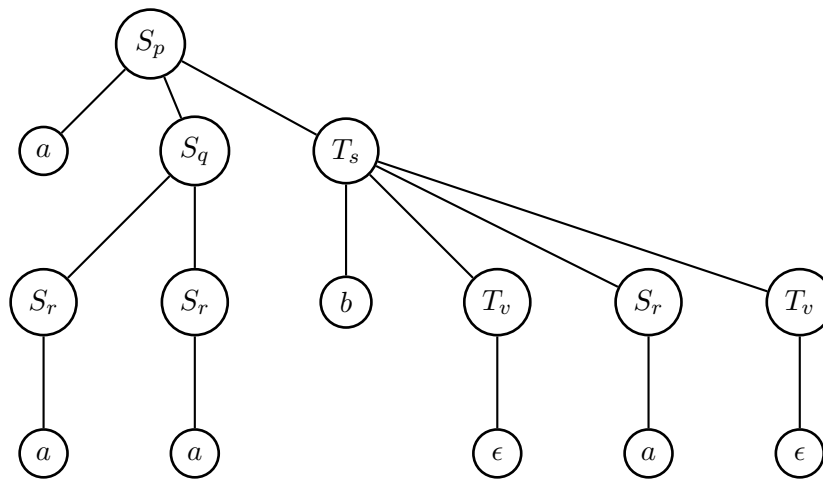 S_p
a S_q T_s
S_r S_r b T_v S_r T_v
a a ϵ a ϵ